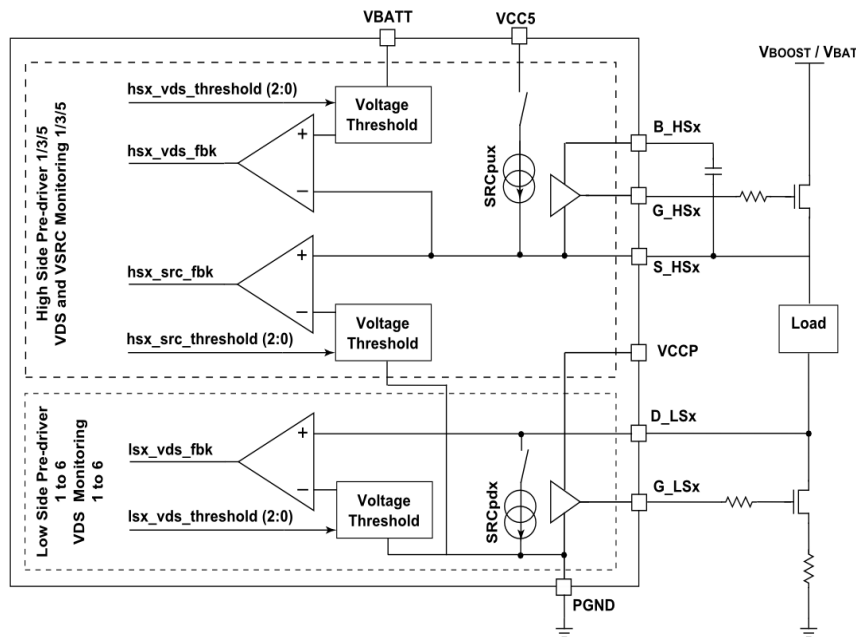 VBATT
VCC5
VBOOST / VBAT
High Side Pre-driver 1/3/5
VDS and VSRC Monitoring 1/3/5
hsx_vds_threshold (2:0)
Voltage
Threshold
hsx_vds_fbk
+
–
SRCpux
B_HSx
G_HSx
S_HSx
hsx_src_fbk
+
–
hsx_src_threshold (2:0)
Voltage
Threshold
Load
VCCP
Low Side Pre-driver
1 to 6
VDS Monitoring
1 to 6
lsx_vds_fbk
+
–
lsx_vds_threshold (2:0)
Voltage
Threshold
SRCpdx
D_LSx
G_LSx
PGND